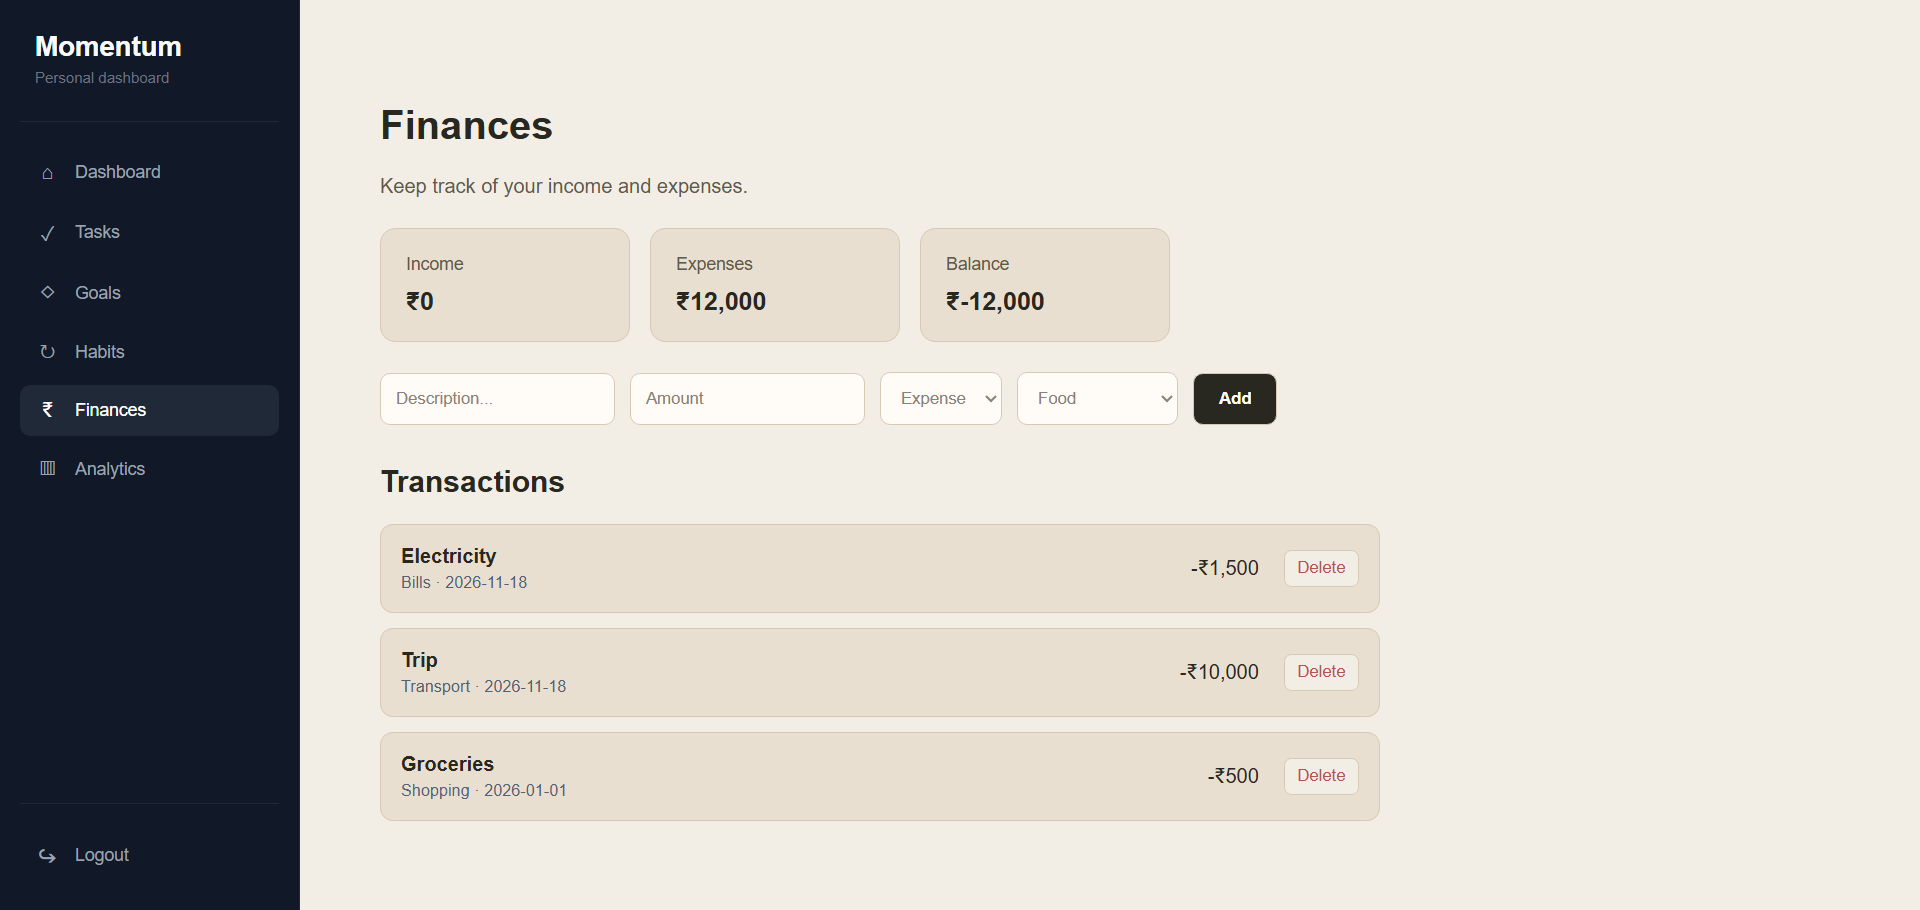 Momentum
Personal dashboard
Dashboard
Tasks
Goals
Habits
₹ Finances
Analytics
Logout
Finances
Keep track of your income and expenses.
Income
₹0
Expenses
₹12,000
Balance
₹-12,000
Description...
Amount
Expense
Food
Add
Transactions
Electricity
Bills · 2026-11-18
-₹1,500
Delete
Trip
Transport · 2026-11-18
-₹10,000
Delete
Groceries
Shopping · 2026-01-01
-₹500
Delete